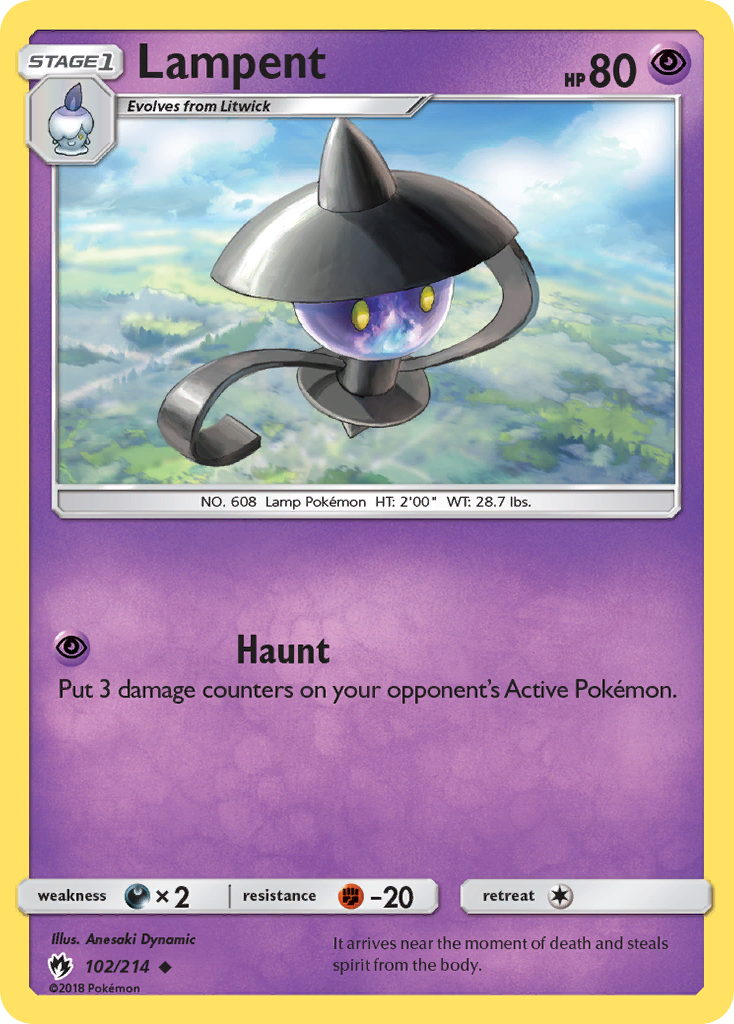 STAGE1
Lampent
HP80
Evolves from Litwick
NO. 608 Lamp Pokémon HT: 2'00" WT: 28.7 lbs.
Haunt
Put 3 damage counters on your opponent's Active Pokémon.
weakness ×2 resistance -20 retreat
Illus. Anesaki Dynamic
102/214 ◆
©2018 Pokémon
It arrives near the moment of death and steals
spirit from the body.